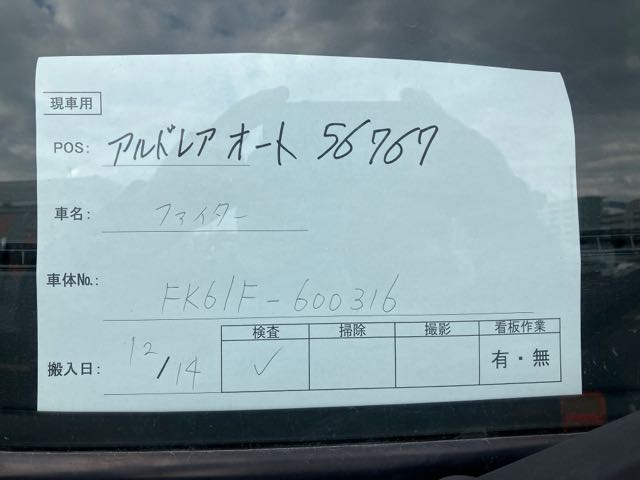 現車用
POS: アルドレア オート 56767
車名: ファイター
車体No.: FK61F-600316
搬入日: 12/14
検査 掃除 撮影 看板作業
✓ 有・無